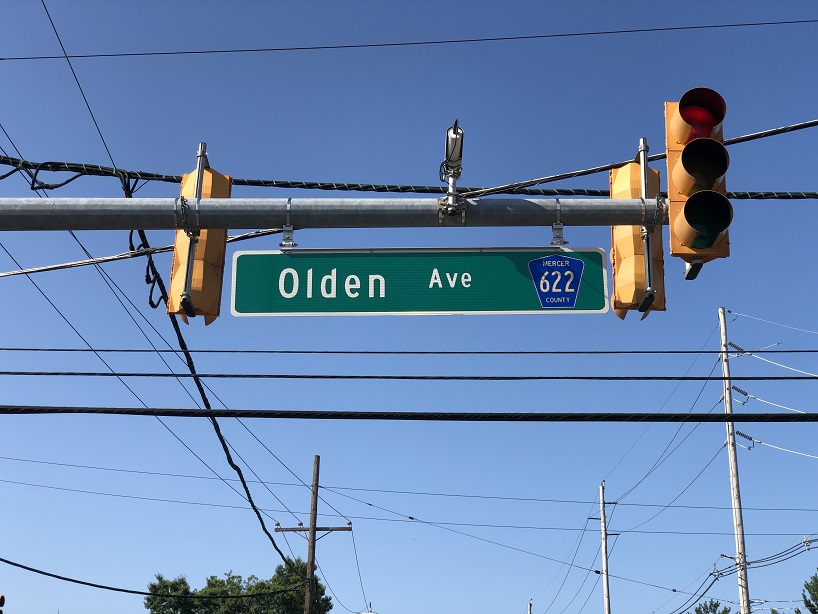 Olden Ave
MERCER
622
COUNTY